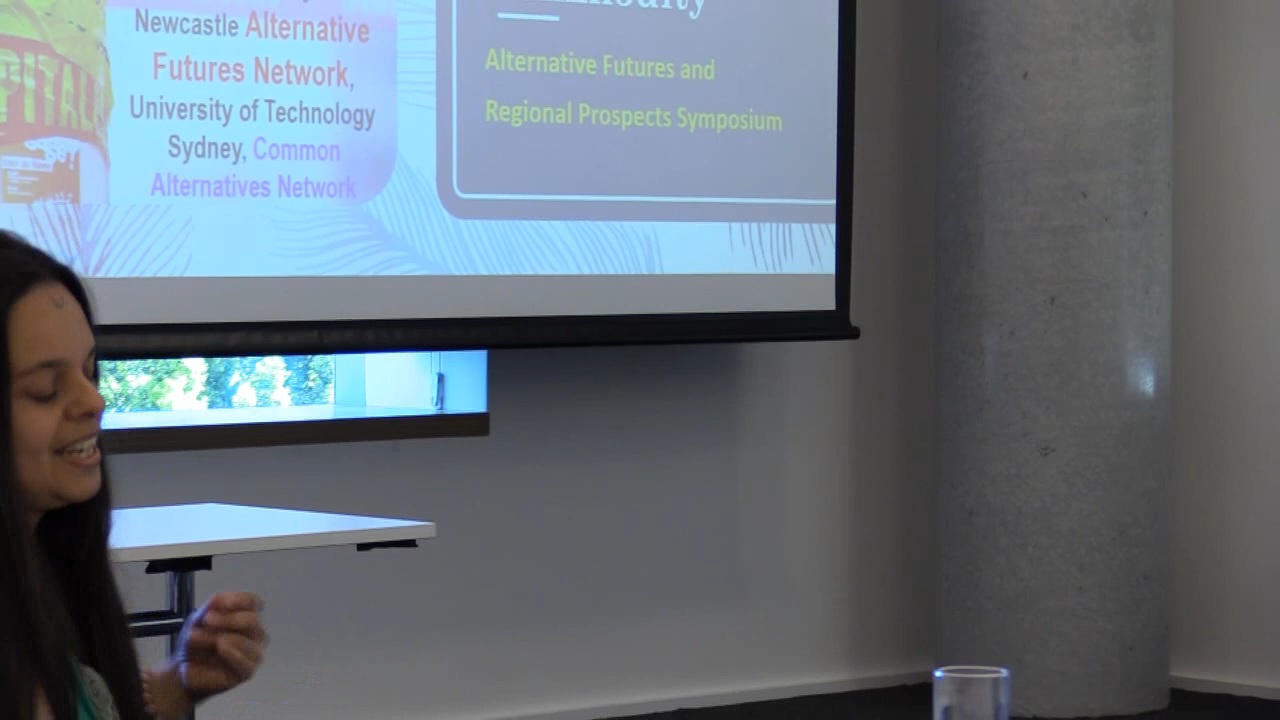 Newcastle Alternative
Futures Network,
University of Technology
Sydney, Common
Alternatives Network
Alternative Futures and
Regional Prospects Symposium